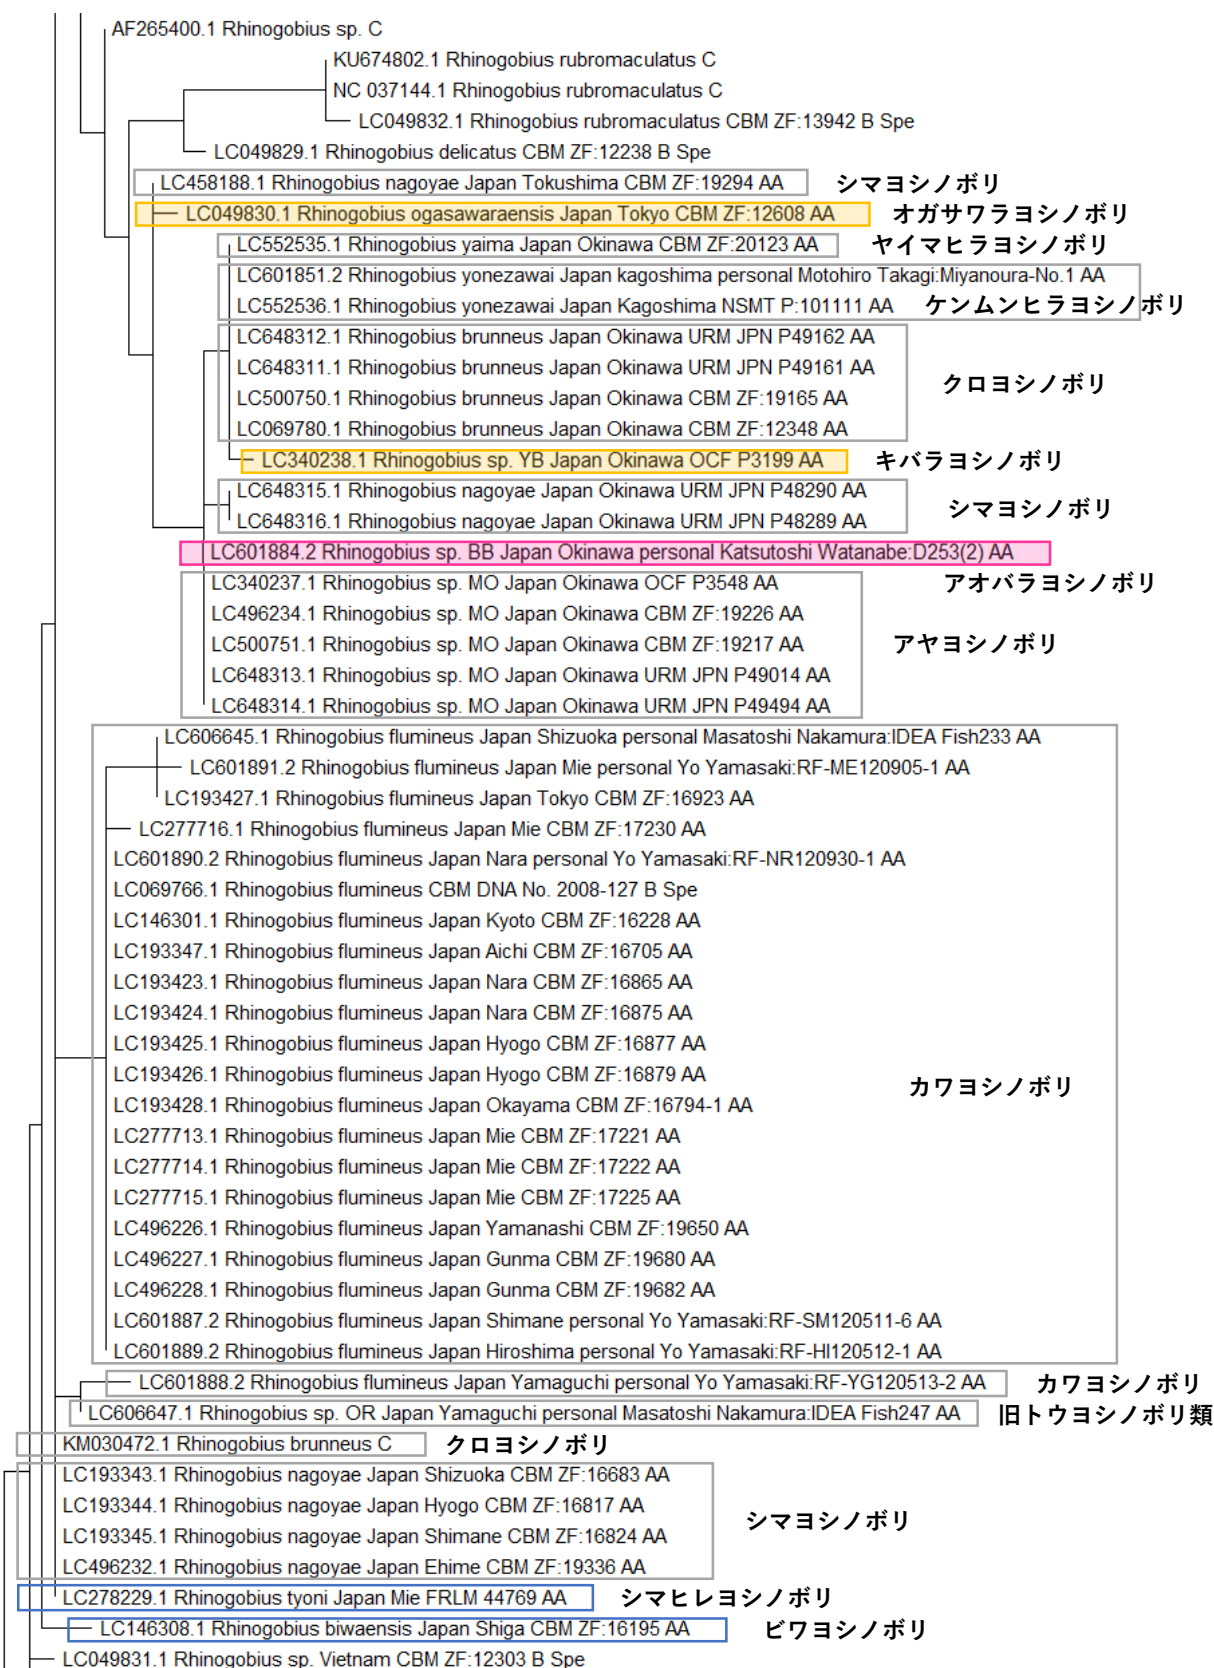 AF265400.1 Rhinogobius sp. C
KU674802.1 Rhinogobius rubromaculatus C
NC 037144.1 Rhinogobius rubromaculatus C
LC049832.1 Rhinogobius rubromaculatus CBM ZF:13942 B Spe
LC049829.1 Rhinogobius delicatus CBM ZF:12238 B Spe
LC458188.1 Rhinogobius nagoyae Japan Tokushima CBM ZF:19294 AA シマヨシノボリ
LC049830.1 Rhinogobius ogasawaraensis Japan Tokyo CBM ZF:12608 AA オガサワラヨシノボリ
LC552535.1 Rhinogobius yaima Japan Okinawa CBM ZF:20123 AA ヤイマヒラヨシノボリ
LC601851.2 Rhinogobius yonezawai Japan kagoshima personal Motohiro Takagi:Miyanoura-No.1 AA
LC552536.1 Rhinogobius yonezawai Japan Kagoshima NSMT P:101111 AA ケンムンヒラヨシノボリ
LC648312.1 Rhinogobius brunneus Japan Okinawa URM JPN P49162 AA
LC648311.1 Rhinogobius brunneus Japan Okinawa URM JPN P49161 AA
クロヨシノボリ
LC500750.1 Rhinogobius brunneus Japan Okinawa CBM ZF:19165 AA
LC069780.1 Rhinogobius brunneus Japan Okinawa CBM ZF:12348 AA
LC340238.1 Rhinogobius sp. YB Japan Okinawa OCF P3199 AA キバラヨシノボリ
LC648315.1 Rhinogobius nagoyae Japan Okinawa URM JPN P48290 AA
シマヨシノボリ
LC648316.1 Rhinogobius nagoyae Japan Okinawa URM JPN P48289 AA
LC601884.2 Rhinogobius sp. BB Japan Okinawa personal Katsutoshi Watanabe:D253(2) AA
アオバラヨシノボリ
LC340237.1 Rhinogobius sp. MO Japan Okinawa OCF P3548 AA
LC496234.1 Rhinogobius sp. MO Japan Okinawa CBM ZF:19226 AA
LC500751.1 Rhinogobius sp. MO Japan Okinawa CBM ZF:19217 AA アヤヨシノボリ
LC648313.1 Rhinogobius sp. MO Japan Okinawa URM JPN P49014 AA
LC648314.1 Rhinogobius sp. MO Japan Okinawa URM JPN P49494 AA
LC606645.1 Rhinogobius flumineus Japan Shizuoka personal Masatoshi Nakamura:IDEA Fish233 AA
LC601891.2 Rhinogobius flumineus Japan Mie personal Yo Yamasaki:RF-ME120905-1 AA
LC193427.1 Rhinogobius flumineus Japan Tokyo CBM ZF:16923 AA
LC277716.1 Rhinogobius flumineus Japan Mie CBM ZF:17230 AA
LC601890.2 Rhinogobius flumineus Japan Nara personal Yo Yamasaki:RF-NR120930-1 AA
LC069766.1 Rhinogobius flumineus CBM DNA No. 2008-127 B Spe
LC146301.1 Rhinogobius flumineus Japan Kyoto CBM ZF:16228 AA
LC193347.1 Rhinogobius flumineus Japan Aichi CBM ZF:16705 AA
LC193423.1 Rhinogobius flumineus Japan Nara CBM ZF:16865 AA
LC193424.1 Rhinogobius flumineus Japan Nara CBM ZF:16875 AA
LC193425.1 Rhinogobius flumineus Japan Hyogo CBM ZF:16877 AA
LC193426.1 Rhinogobius flumineus Japan Hyogo CBM ZF:16879 AA
カワヨシノボリ
LC193428.1 Rhinogobius flumineus Japan Okayama CBM ZF:16794-1 AA
LC277713.1 Rhinogobius flumineus Japan Mie CBM ZF:17221 AA
LC277714.1 Rhinogobius flumineus Japan Mie CBM ZF:17222 AA
LC277715.1 Rhinogobius flumineus Japan Mie CBM ZF:17225 AA
LC496226.1 Rhinogobius flumineus Japan Yamanashi CBM ZF:19650 AA
LC496227.1 Rhinogobius flumineus Japan Gunma CBM ZF:19680 AA
LC496228.1 Rhinogobius flumineus Japan Gunma CBM ZF:19682 AA
LC601887.2 Rhinogobius flumineus Japan Shimane personal Yo Yamasaki:RF-SM120511-6 AA
LC601889.2 Rhinogobius flumineus Japan Hiroshima personal Yo Yamasaki:RF-HI120512-1 AA
LC601888.2 Rhinogobius flumineus Japan Yamaguchi personal Yo Yamasaki:RF-YG120513-2 AA カワヨシノボリ
LC606647.1 Rhinogobius sp. OR Japan Yamaguchi personal Masatoshi Nakamura:IDEA Fish247 AA 旧トウヨシノボリ類
KM030472.1 Rhinogobius brunneus C クロヨシノボリ
LC193343.1 Rhinogobius nagoyae Japan Shizuoka CBM ZF:16683 AA
LC193344.1 Rhinogobius nagoyae Japan Hyogo CBM ZF:16817 AA
シマヨシノボリ
LC193345.1 Rhinogobius nagoyae Japan Shimane CBM ZF:16824 AA
LC496232.1 Rhinogobius nagoyae Japan Ehime CBM ZF:19336 AA
LC278229.1 Rhinogobius tyoni Japan Mie FRLM 44769 AA シマヒレヨシノボリ
LC146308.1 Rhinogobius biwaensis Japan Shiga CBM ZF:16195 AA ビワヨシノボリ
LC049831.1 Rhinogobius sp. Vietnam CBM ZF:12303 B Spe